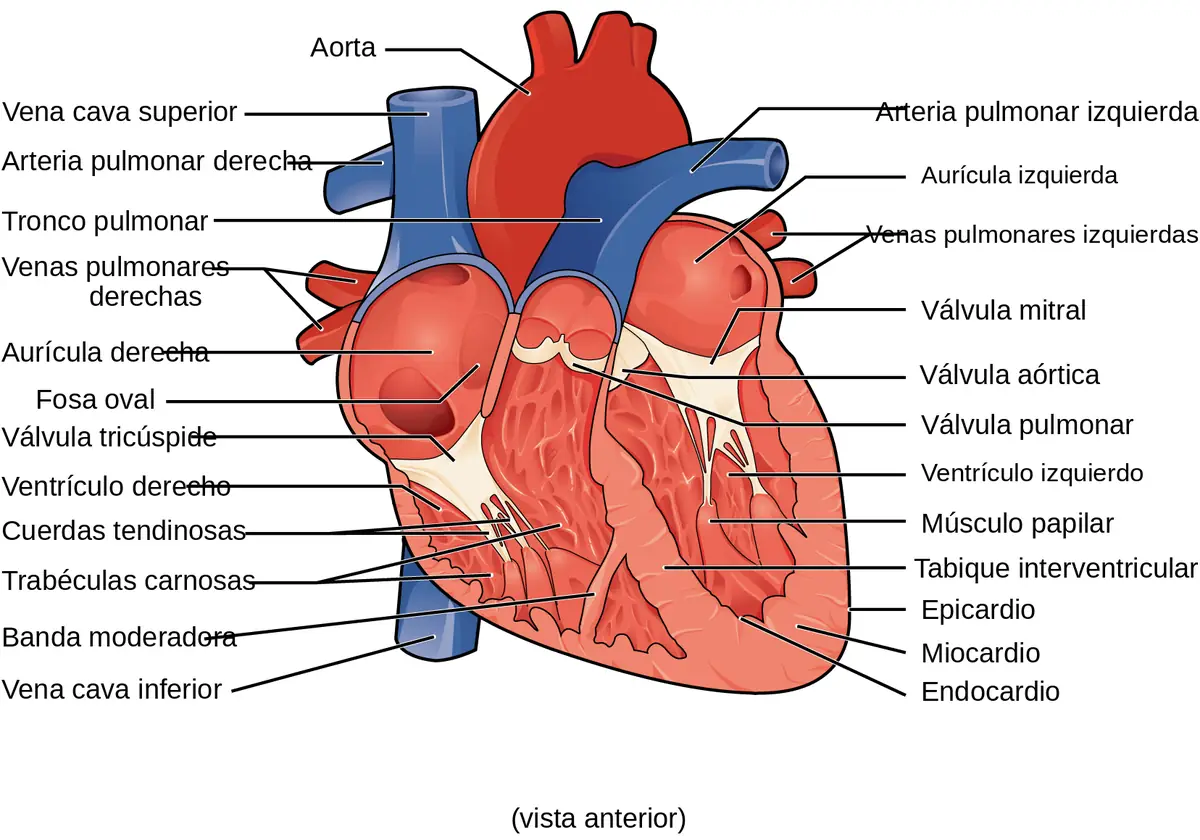 Aorta
Vena cava superior
Arteria pulmonar derecha
Tronco pulmonar
Venas pulmonares
derechas
Aurícula derecha
Fosa oval
Válvula tricúspide
Ventrículo derecho
Cuerdas tendinosas
Trabéculas carnosas
Banda moderadora
Vena cava inferior
Arteria pulmonar izquierda
Aurícula izquierda
Venas pulmonares izquierdas
Válvula mitral
Válvula aórtica
Válvula pulmonar
Ventrículo izquierdo
Músculo papilar
Tabique interventricular
Epicardio
Miocardio
Endocardio
(vista anterior)